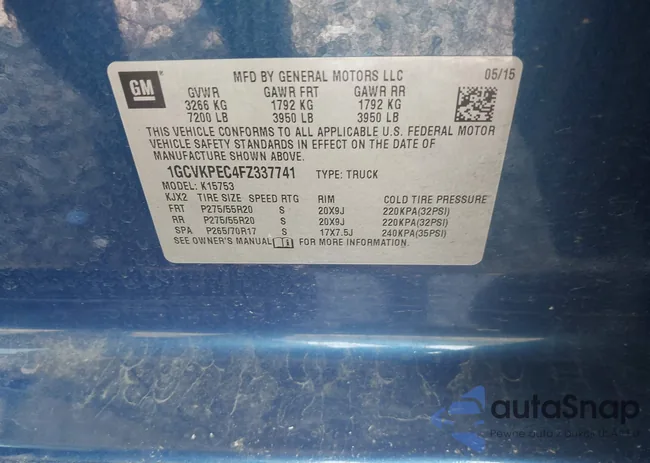 GM
MFD BY GENERAL MOTORS LLC 05/15
GVWR GAWR FRT GAWR RR
3266 KG 1792 KG 1792 KG
7200 LB 3950 LB 3950 LB
THIS VEHICLE CONFORMS TO ALL APPLICABLE U.S. FEDERAL MOTOR
VEHICLE SAFETY STANDARDS IN EFFECT ON THE DATE OF
MANUFACTURE SHOWN ABOVE.
1GCVKPEC4FZ337741 TYPE: TRUCK
MODEL: K15753
KJX2 TIRE SIZE SPEED RTG RIM COLD TIRE PRESSURE
FRT P275/55R20 S 20X9J 220KPA(32PSI)
RR P275/55R20 S 20X9J 220KPA(32PSI)
SPA P265/70R17 S 17X7.5J 240KPA(35PSI)
SEE OWNER'S MANUAL FOR MORE INFORMATION.
autoSnap